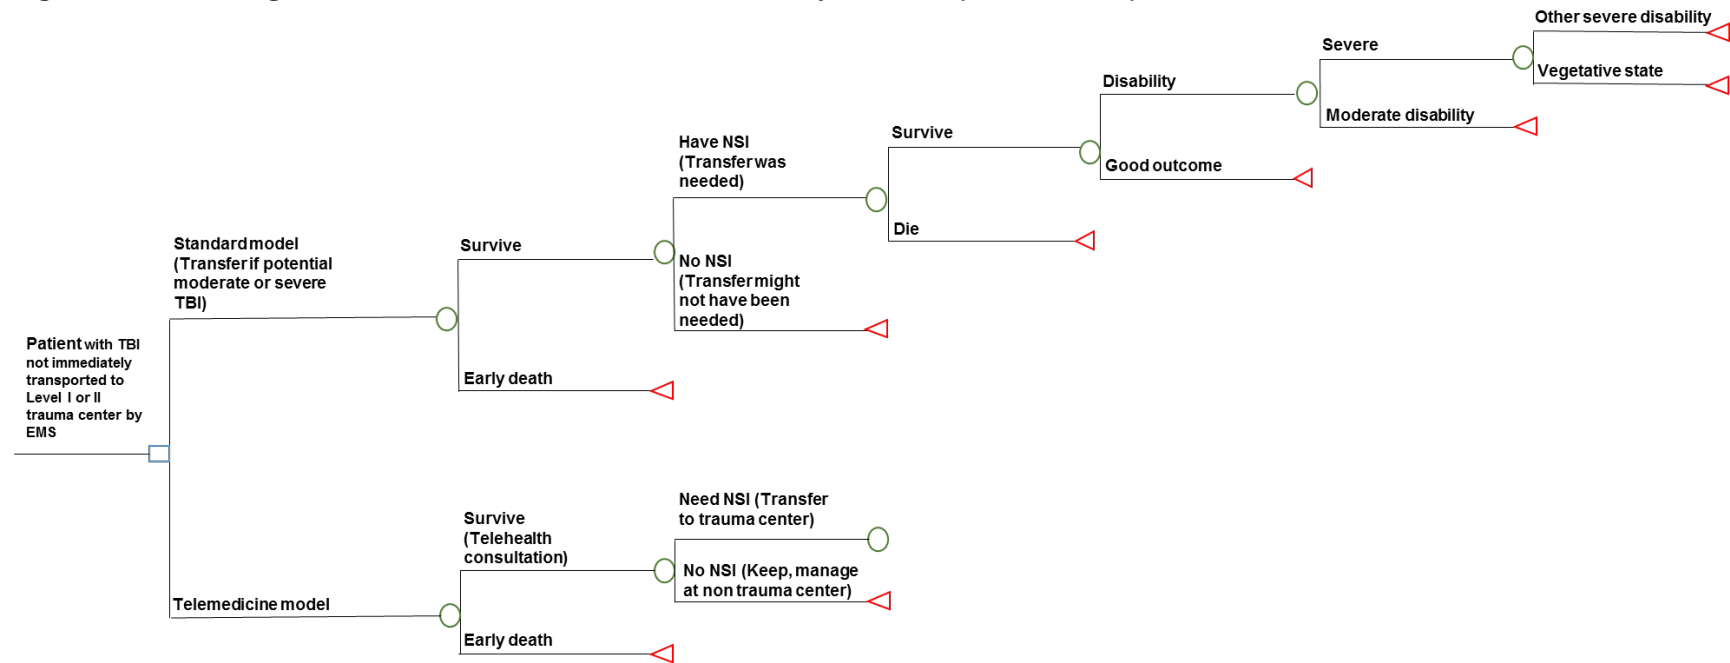 Other severe disability
Severe
Vegetative state
Disability
Moderate disability
Survive
Have NSI
(Transfer was
needed)
Good outcome
Die
Standard model
(Transfer if potential
moderate or severe
TBI)
Survive
No NSI
(Transfer might
not have been
needed)
Patient with TBI
not immediately
transported to
Level I or II
trauma center by
EMS
Early death
Need NSI (Transfer
to trauma center)
Survive
(Telehealth
consultation)
No NSI (Keep, manage
at non trauma center)
Telemedicine model
Early death